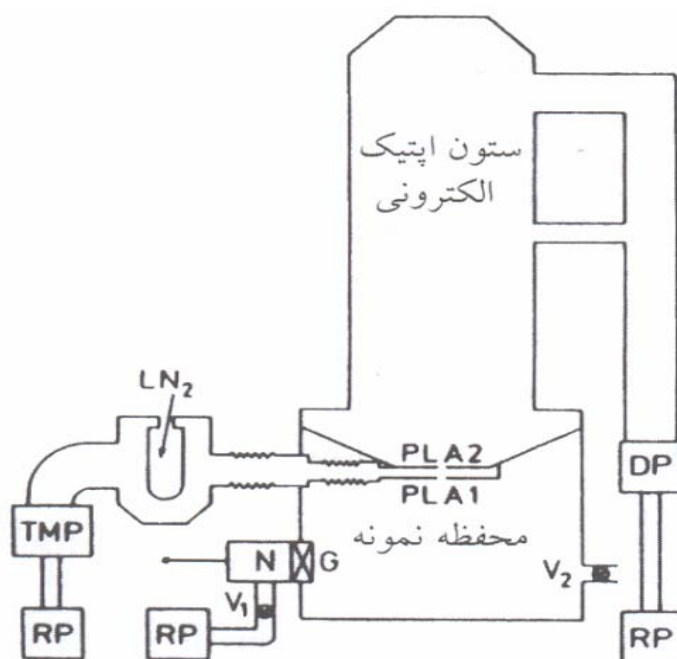 ستون اپتیک
الکترونی
LN₂
PLA2
PLA1
DP
TMP
محفظه نمونه
N
G
V₂
V₁
RP
RP
RP